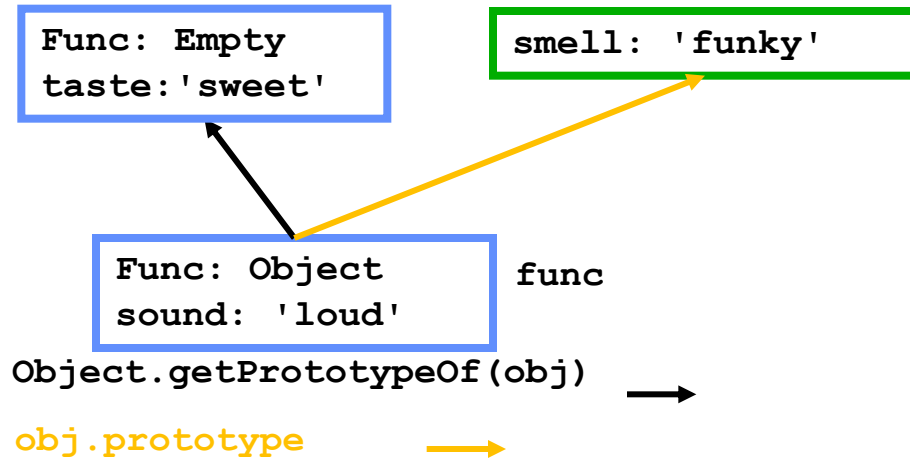 Func: Empty
taste:'sweet'
smell: 'funky'
Func: Object
sound: 'loud'
func
Object.getPrototypeOf(obj)
obj.prototype